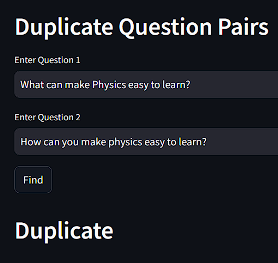 Duplicate Question Pairs
Enter Question 1
What can make Physics easy to learn?
Enter Question 2
How can you make physics easy to learn?
Find
Duplicate